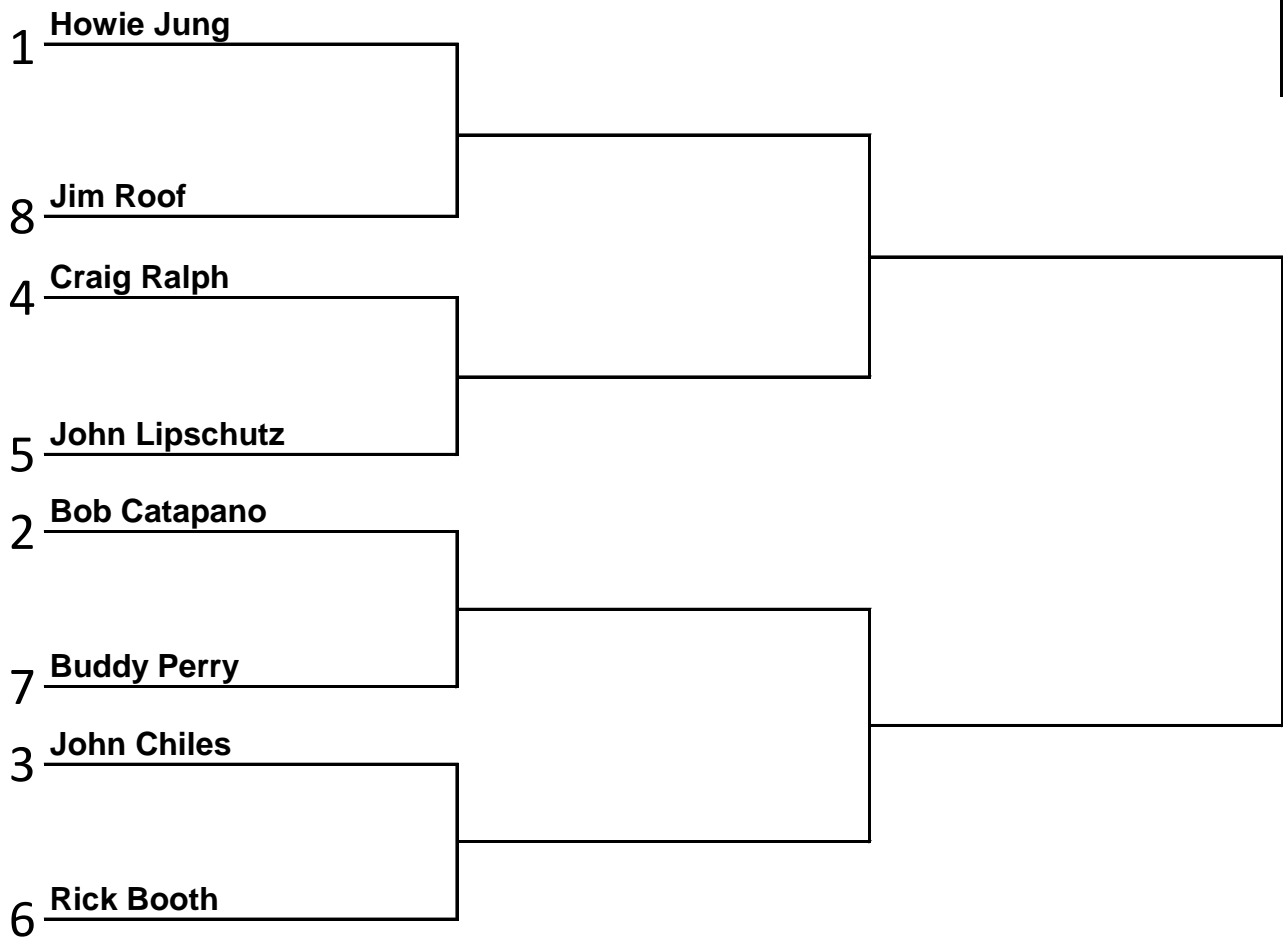 1 Howie Jung
8 Jim Roof
4 Craig Ralph
5 John Lipschutz
2 Bob Catapano
7 Buddy Perry
3 John Chiles
6 Rick Booth